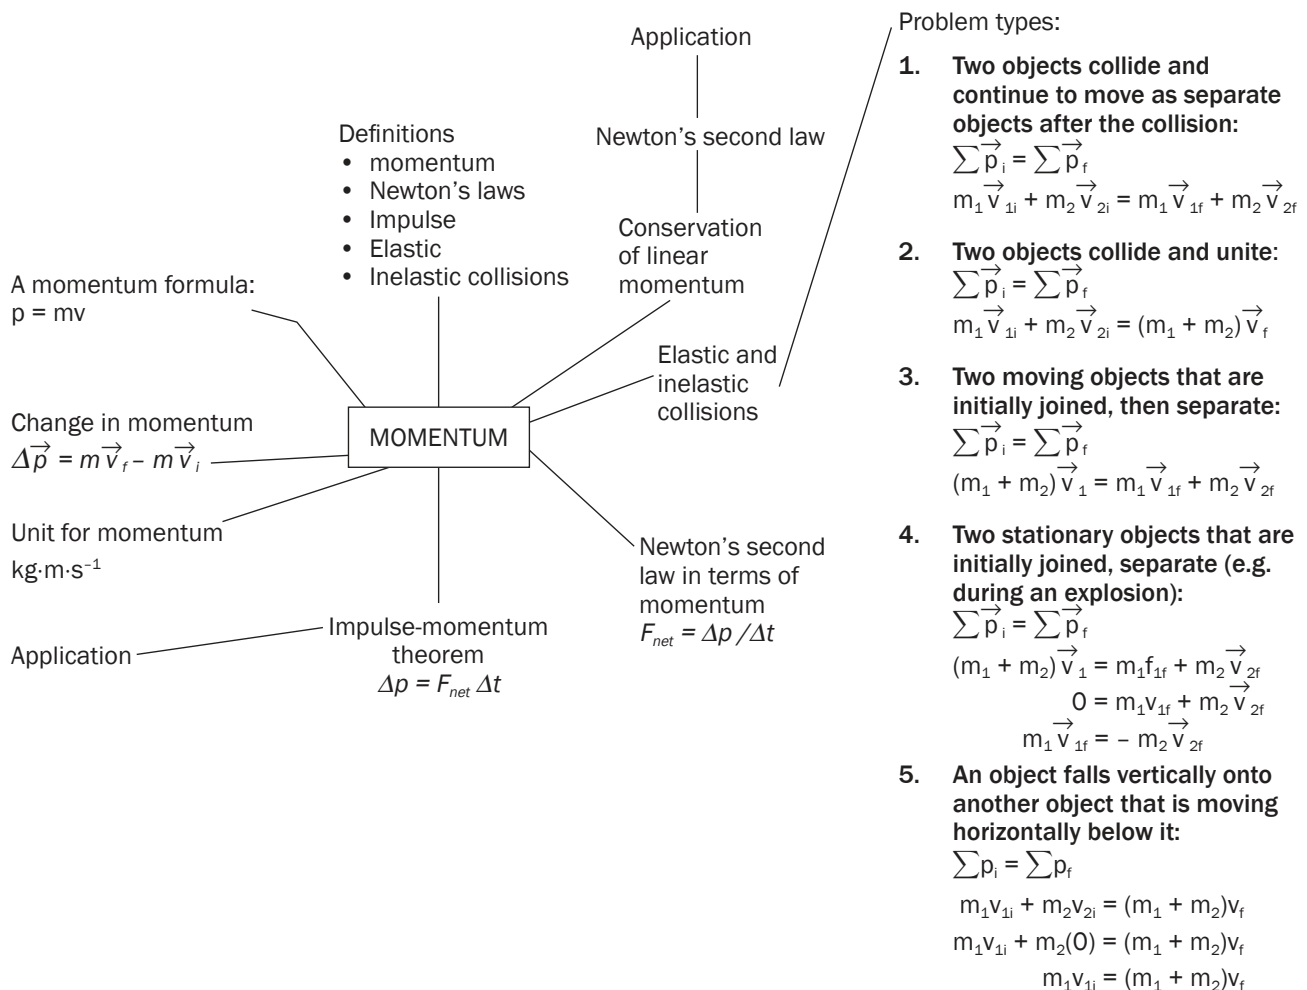 Application
Newton's second law
Conservation
of linear
momentum
Definitions
• momentum
• Newton's laws
• Impulse
• Elastic
• Inelastic collisions
A momentum formula:
p = mv
Elastic and
inelastic
collisions
MOMENTUM
Change in momentum
Δp⃗ = mv⃗f – mv⃗i
Unit for momentum
kg·m·s⁻¹
Newton's second
law in terms of
momentum
Fnet = Δp/Δt
Application
Impulse-momentum
theorem
Δp = Fnet Δt
Problem types:
1. Two objects collide and
continue to move as separate
objects after the collision:
∑p⃗i = ∑p⃗f
m₁v⃗1i + m₂v⃗2i = m₁v⃗1f + m₂v⃗2f
2. Two objects collide and unite:
∑p⃗i = ∑p⃗f
m₁v⃗1i + m₂v⃗2i = (m₁ + m₂)v⃗f
3. Two moving objects that are
initially joined, then separate:
∑p⃗i = ∑p⃗f
(m₁ + m₂)v⃗1 = m₁v⃗1f + m₂v⃗2f
4. Two stationary objects that are
initially joined, separate (e.g.
during an explosion):
∑p⃗i = ∑p⃗f
(m₁ + m₂)v⃗1 = m₁f1f + m₂v⃗2f
0 = m₁v1f + m₂v⃗2f
m₁v⃗1f = – m₂v⃗2f
5. An object falls vertically onto
another object that is moving
horizontally below it:
∑pi = ∑pf
m₁v1i + m₂v2i = (m₁ + m₂)vf
m₁v1i + m₂(0) = (m₁ + m₂)vf
m₁v1i = (m₁ + m₂)vf